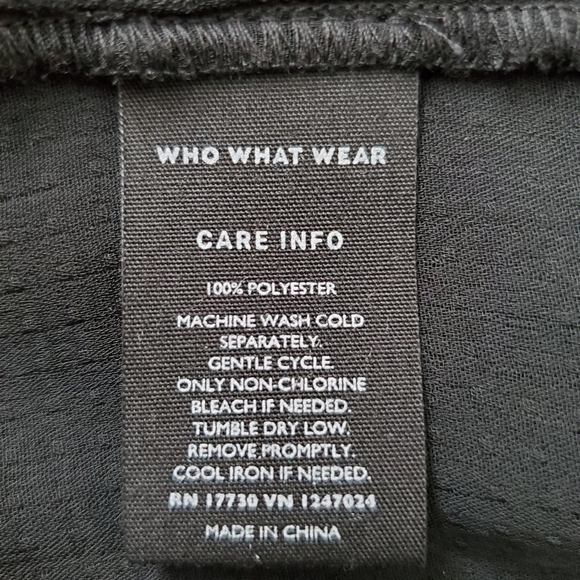 WHO WHAT WEAR
CARE INFO
100% POLYESTER
MACHINE WASH COLD
SEPARATELY.
GENTLE CYCLE.
ONLY NON-CHLORINE
BLEACH IF NEEDED.
TUMBLE DRY LOW.
REMOVE PROMPTLY.
COOL IRON IF NEEDED.
RN 17730 VN 1247024
MADE IN CHINA